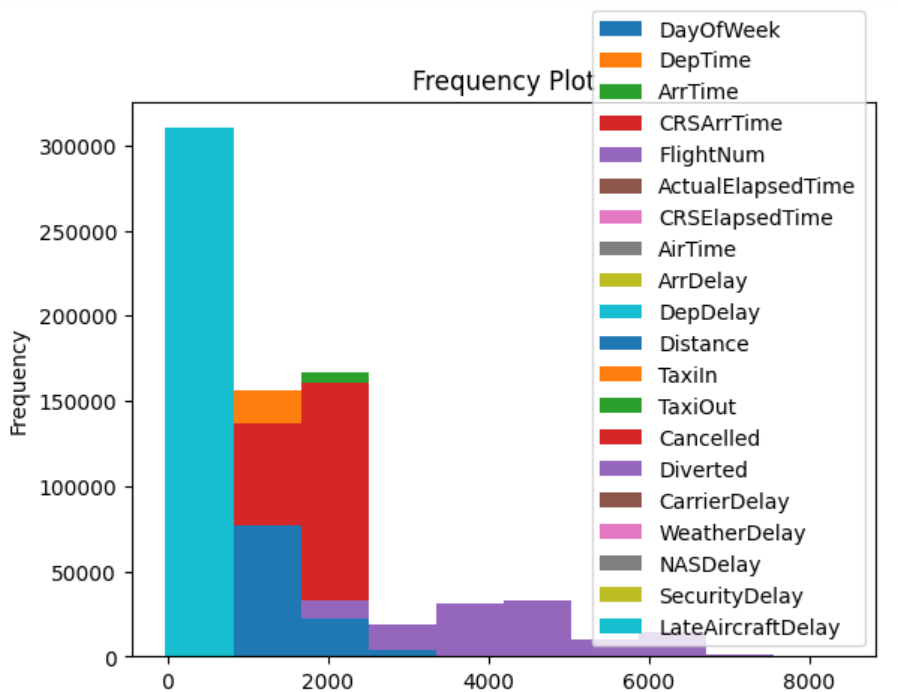 Frequency Plot
DayOfWeek
DepTime
ArrTime
CRSArrTime
FlightNum
ActualElapsedTime
CRSElapsedTime
AirTime
ArrDelay
DepDelay
Distance
TaxiIn
TaxiOut
Cancelled
Diverted
CarrierDelay
WeatherDelay
NASDelay
SecurityDelay
LateAircraftDelay
Frequency
300000
250000
200000
150000
100000
50000
0
0 2000 4000 6000 8000